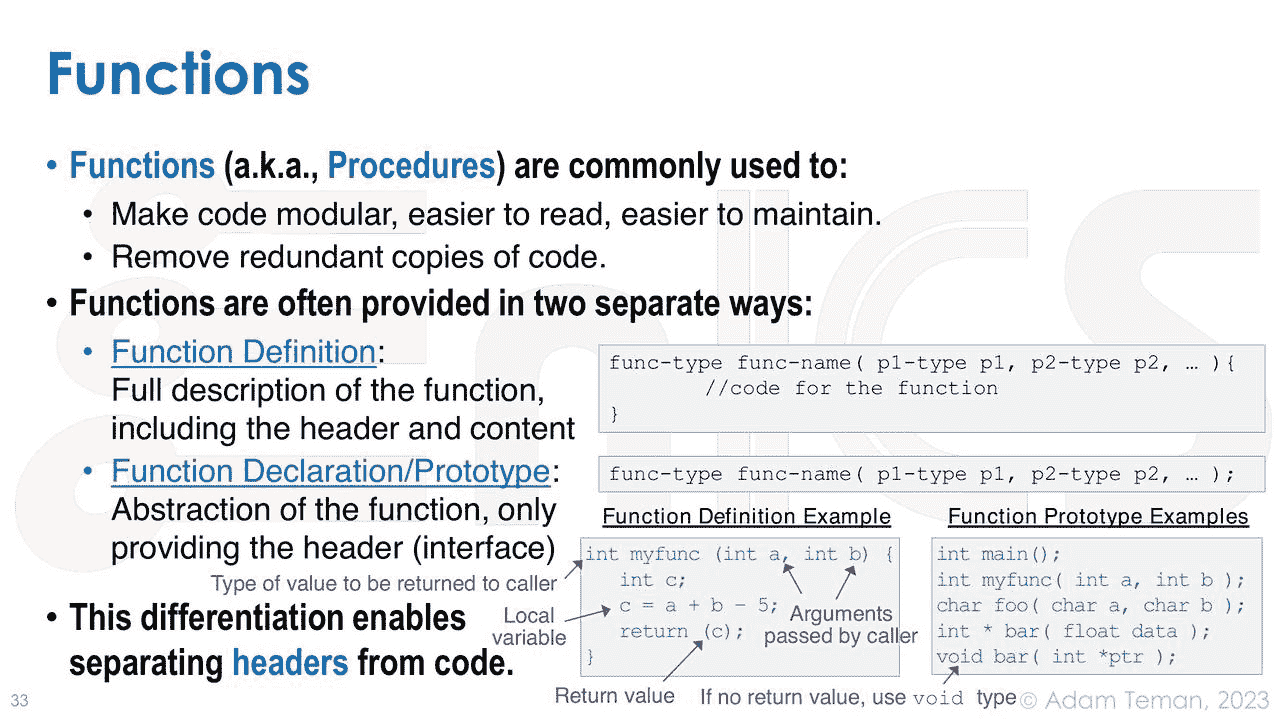 Functions
• Functions (a.k.a., Procedures) are commonly used to:
• Make code modular, easier to read, easier to maintain.
• Remove redundant copies of code.
• Functions are often provided in two separate ways:
• Function Definition:
Full description of the function,
including the header and content
func-type func-name( p1-type p1, p2-type p2, … ){
//code for the function
}
• Function Declaration/Prototype:
Abstraction of the function, only
providing the header (interface)
func-type func-name( p1-type p1, p2-type p2, … );
• This differentiation enables
separating headers from code.
Function Definition Example
int myfunc (int a, int b) {
int c;
c = a + b – 5;
return (c);
}
Type of value to be returned to caller
Local
variable
Arguments
passed by caller
Return value
Function Prototype Examples
int main();
int myfunc( int a, int b );
char foo( char a, char b );
int * bar( float data );
void bar( int *ptr );
If no return value, use void type
33
© Adam Teman, 2023
EnICS